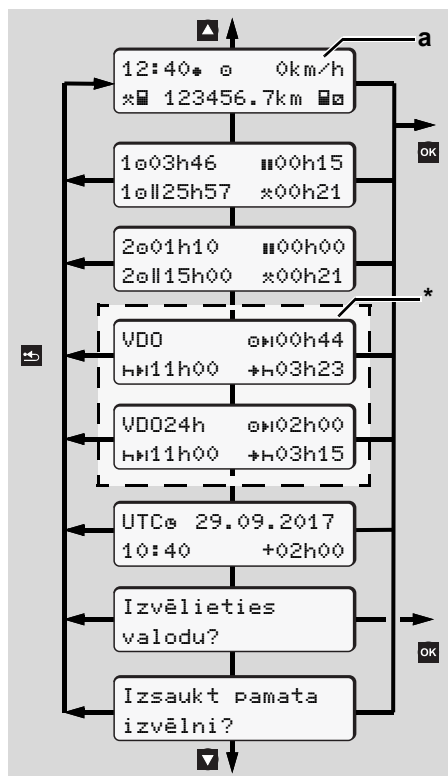 a
12:40 0km/h
123456.7km
OK
1 03h46 00h15
1 25h57 00h21
2 01h10 00h00
2 15h00 00h21
*
VDO 00h44
11h00 03h23
VDO24h 02h00
11h00 03h15
UTC 29.09.2017
10:40 +02h00
Izvēlieties
valodu?
OK
Izsaukt pamata
izvēlni?